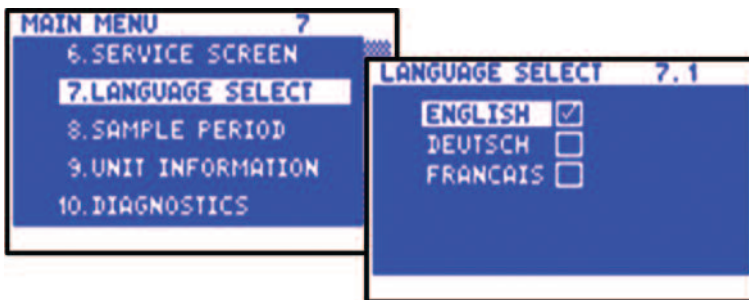 MAIN MENU 7
6.SERVICE SCREEN
7.LANGUAGE SELECT
8.SAMPLE PERIOD
9.UNIT INFORMATION
10.DIAGNOSTICS
LANGUAGE SELECT 7.1
ENGLISH
DEUTSCH
FRANCAIS